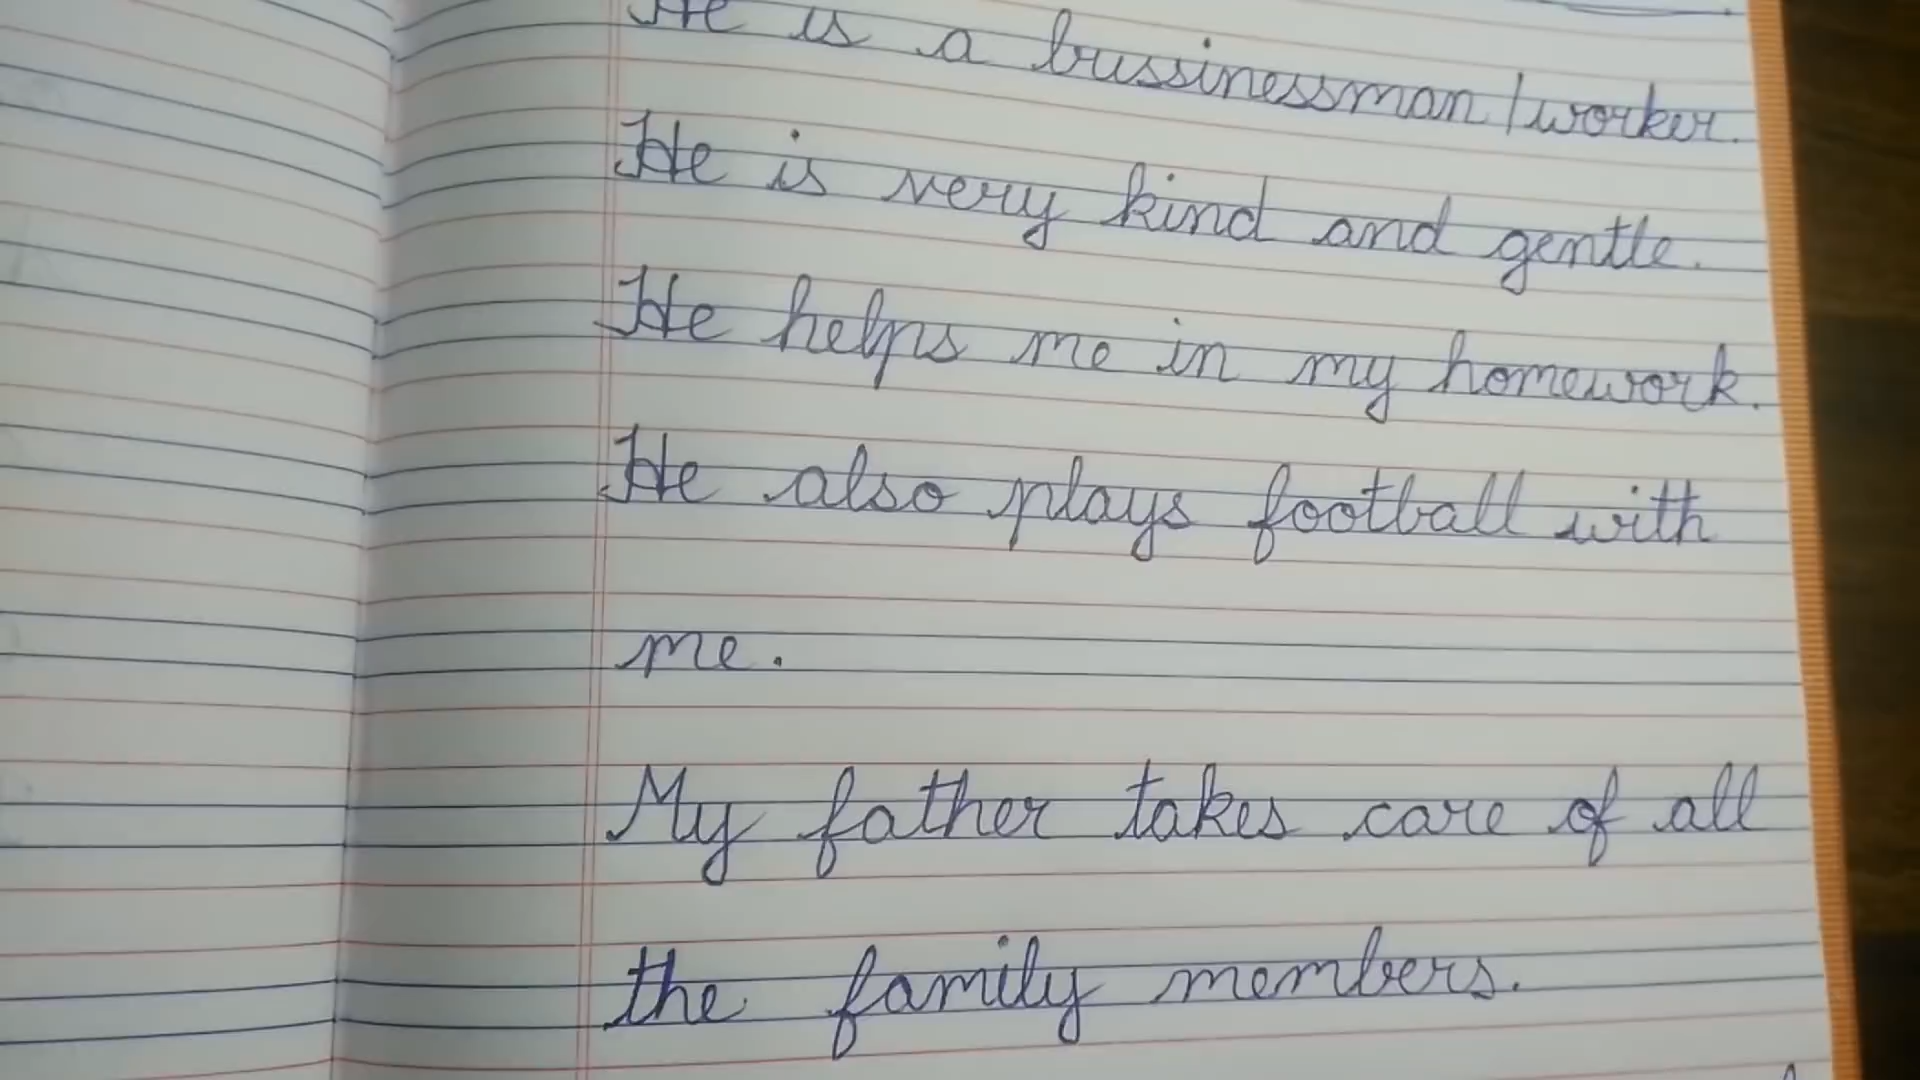 He is a bussinessman/worker.
He is very kind and gentle.
He helps me in my homework.
He also plays football with
me.
My father takes care of all
the family members.